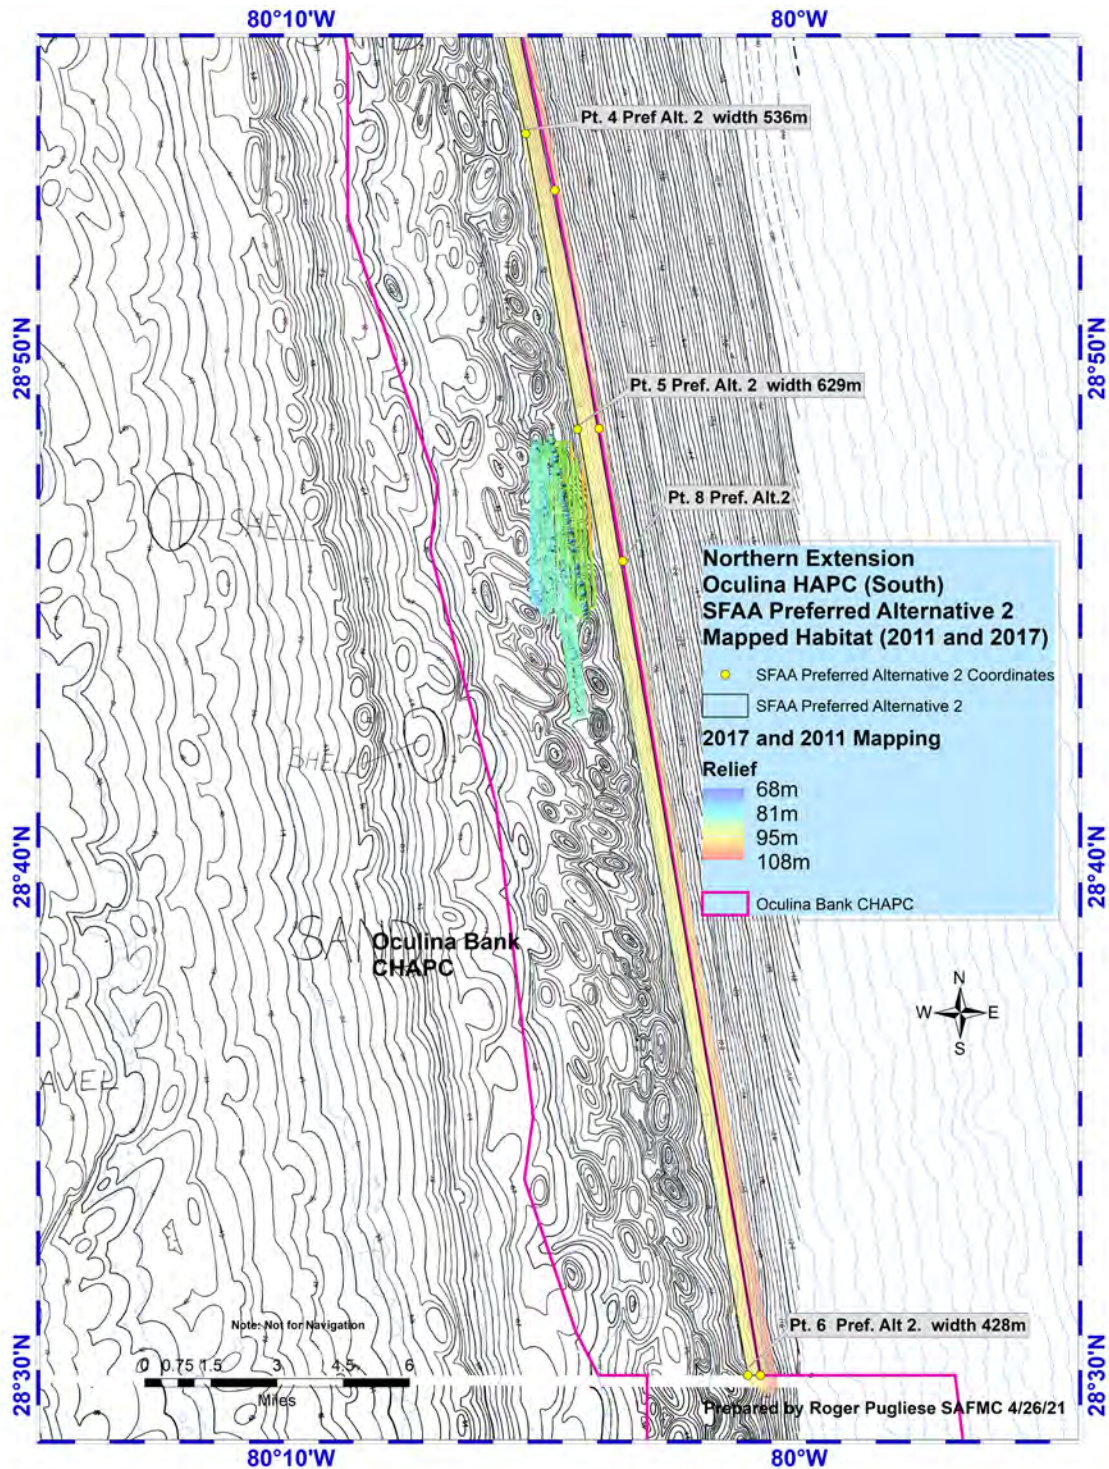 80°10'W 80°W
Pt. 4 Pref Alt. 2 width 536m
28°50'N 28°50'N
Pt. 5 Pref. Alt. 2 width 629m
Pt. 8 Pref. Alt.2
SHELL
Northern Extension
Oculina HAPC (South)
SFAA Preferred Alternative 2
Mapped Habitat (2011 and 2017)
SFAA Preferred Alternative 2 Coordinates
SFAA Preferred Alternative 2
2017 and 2011 Mapping
Relief
68m
81m
95m
108m
Oculina Bank CHAPC
SHELL
28°40'N 28°40'N
SAND
Oculina Bank
CHAPC
N
W E
S
AVEL
Pt. 6 Pref. Alt 2. width 428m
Note: Not for Navigation
28°30'N 28°30'N
0 0.75 1.5 3 4.5 6
Miles
Prepared by Roger Pugliese SAFMC 4/26/21
80°10'W 80°W